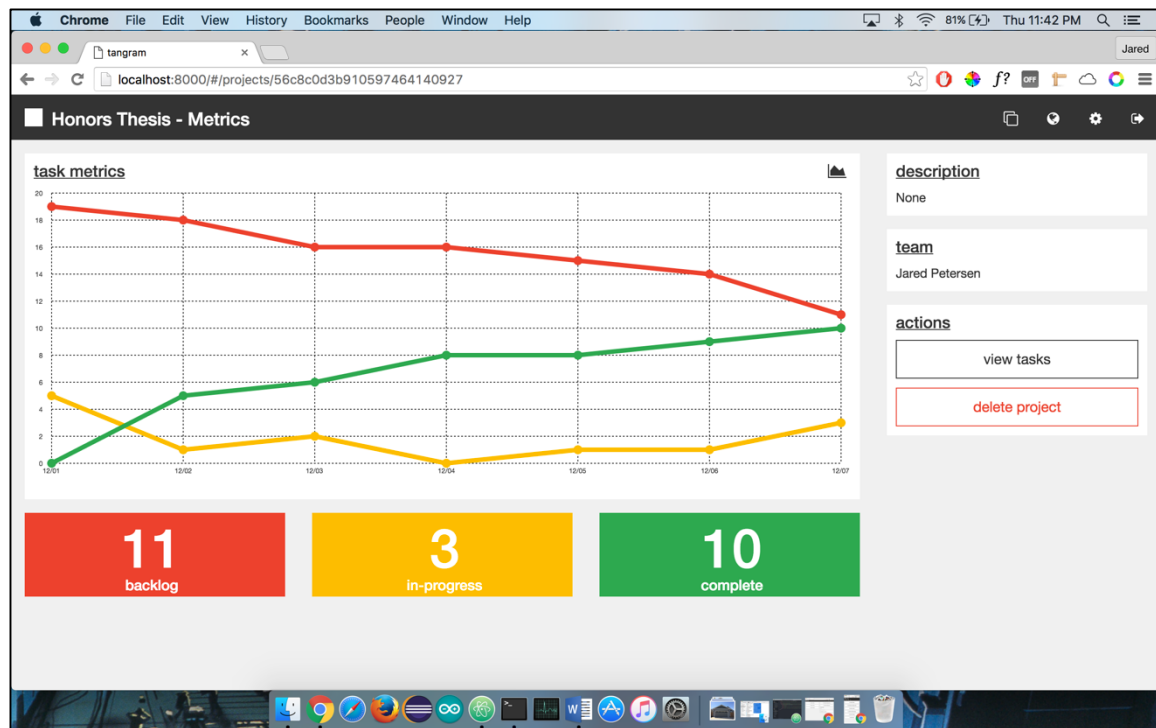 Chrome File Edit View History Bookmarks People Window Help 81% Thu 11:42 PM
tangram Jared
localhost:8000/#/projects/56c8c0d3b910597464140927 f? OFF
Honors Thesis - Metrics
task metrics
20
18
16
14
12
10
8
6
4
2
0
12/01 12/02 12/03 12/04 12/05 12/06 12/07
11 3 10
backlog in-progress complete
description
None
team
Jared Petersen
actions
view tasks
delete project